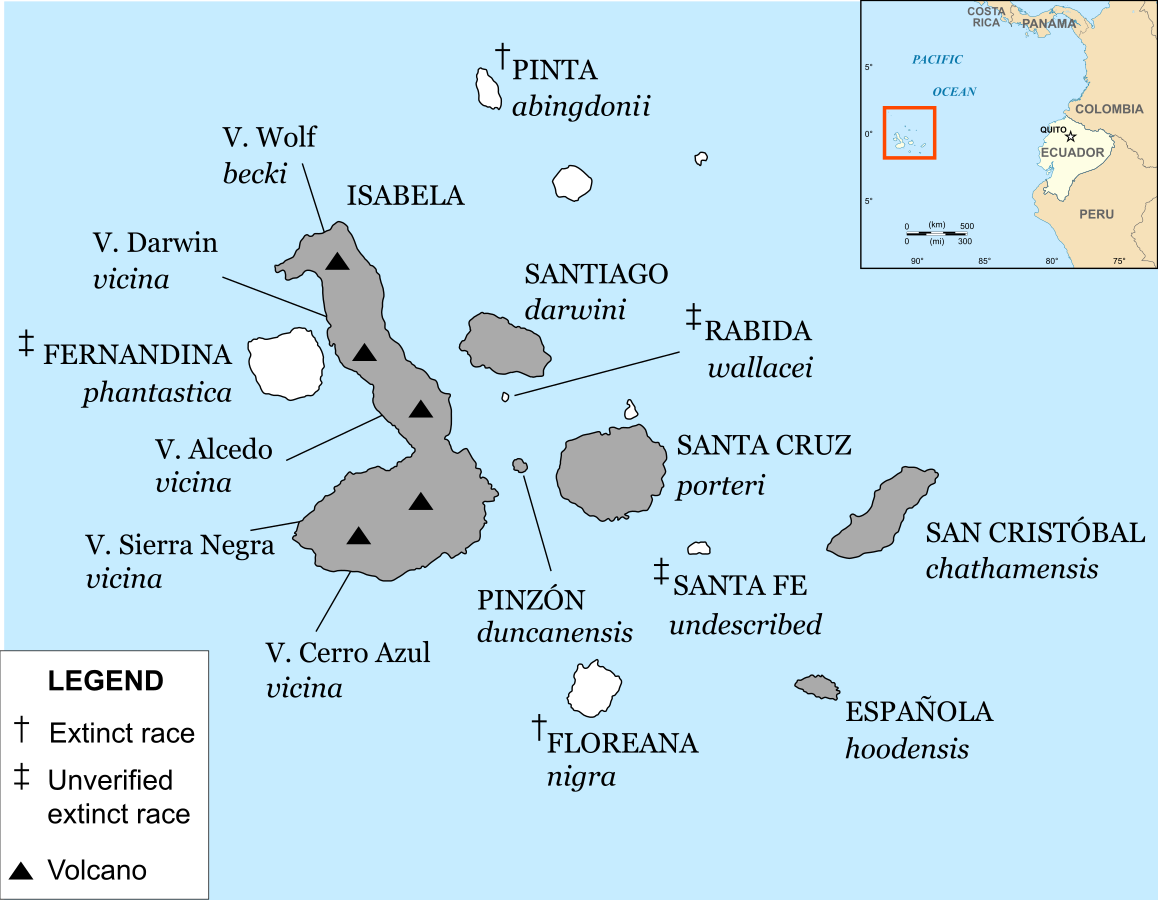 †PINTA
abingdonii
V. Wolf
becki
ISABELA
V. Darwin
vicina
SANTIAGO
darwini
‡RABIDA
wallacei
‡FERNANDINA
phantastica
V. Alcedo
vicina
SANTA CRUZ
porteri
V. Sierra Negra
vicina
SAN CRISTÓBAL
chathamensis
PINZÓN
duncanensis
‡SANTA FE
undescribed
V. Cerro Azul
vicina
†FLOREANA
nigra
ESPAÑOLA
hoodensis
LEGEND
† Extinct race
‡ Unverified
extinct race
Volcano
COSTA
RICA
PANAMA
PACIFIC
OCEAN
COLOMBIA
QUITO
ECUADOR
PERU
5°
0°
5°
0 (km) 500
0 (mi) 300
90° 85° 80° 75°